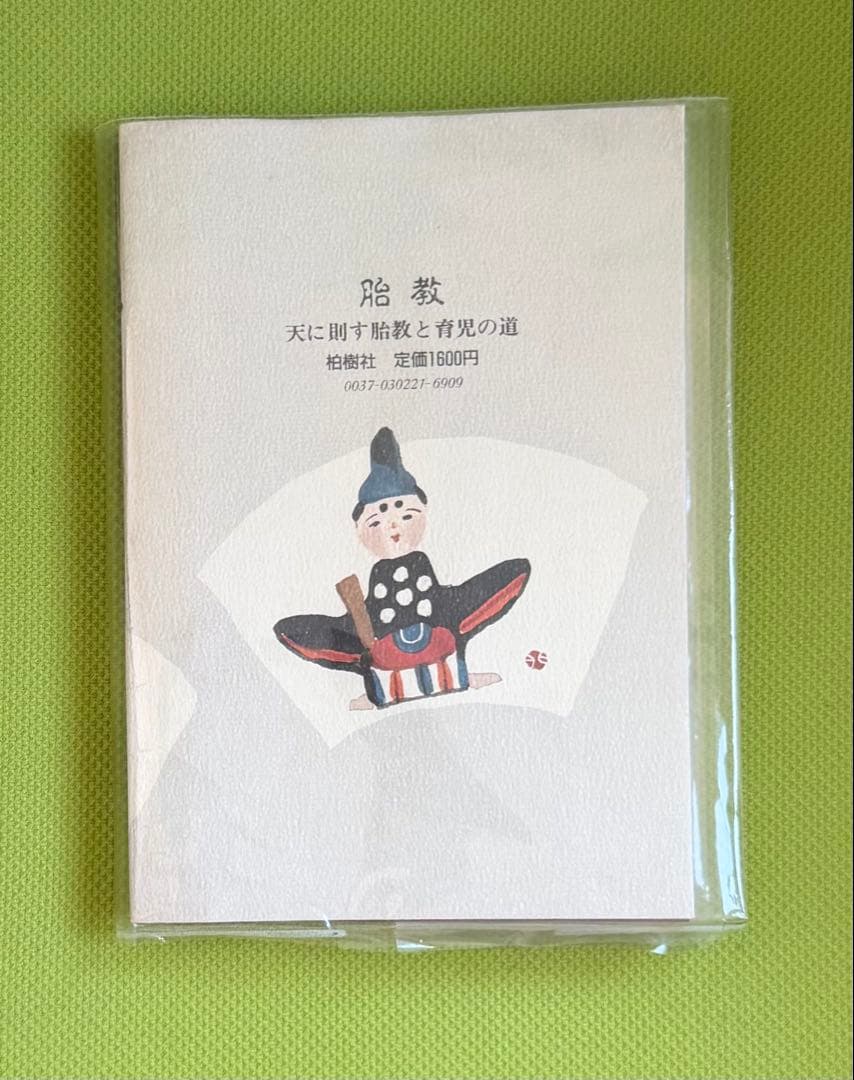 胎教
天に則す胎教と育児の道
柏樹社　定価1600円
0037-030221-6909